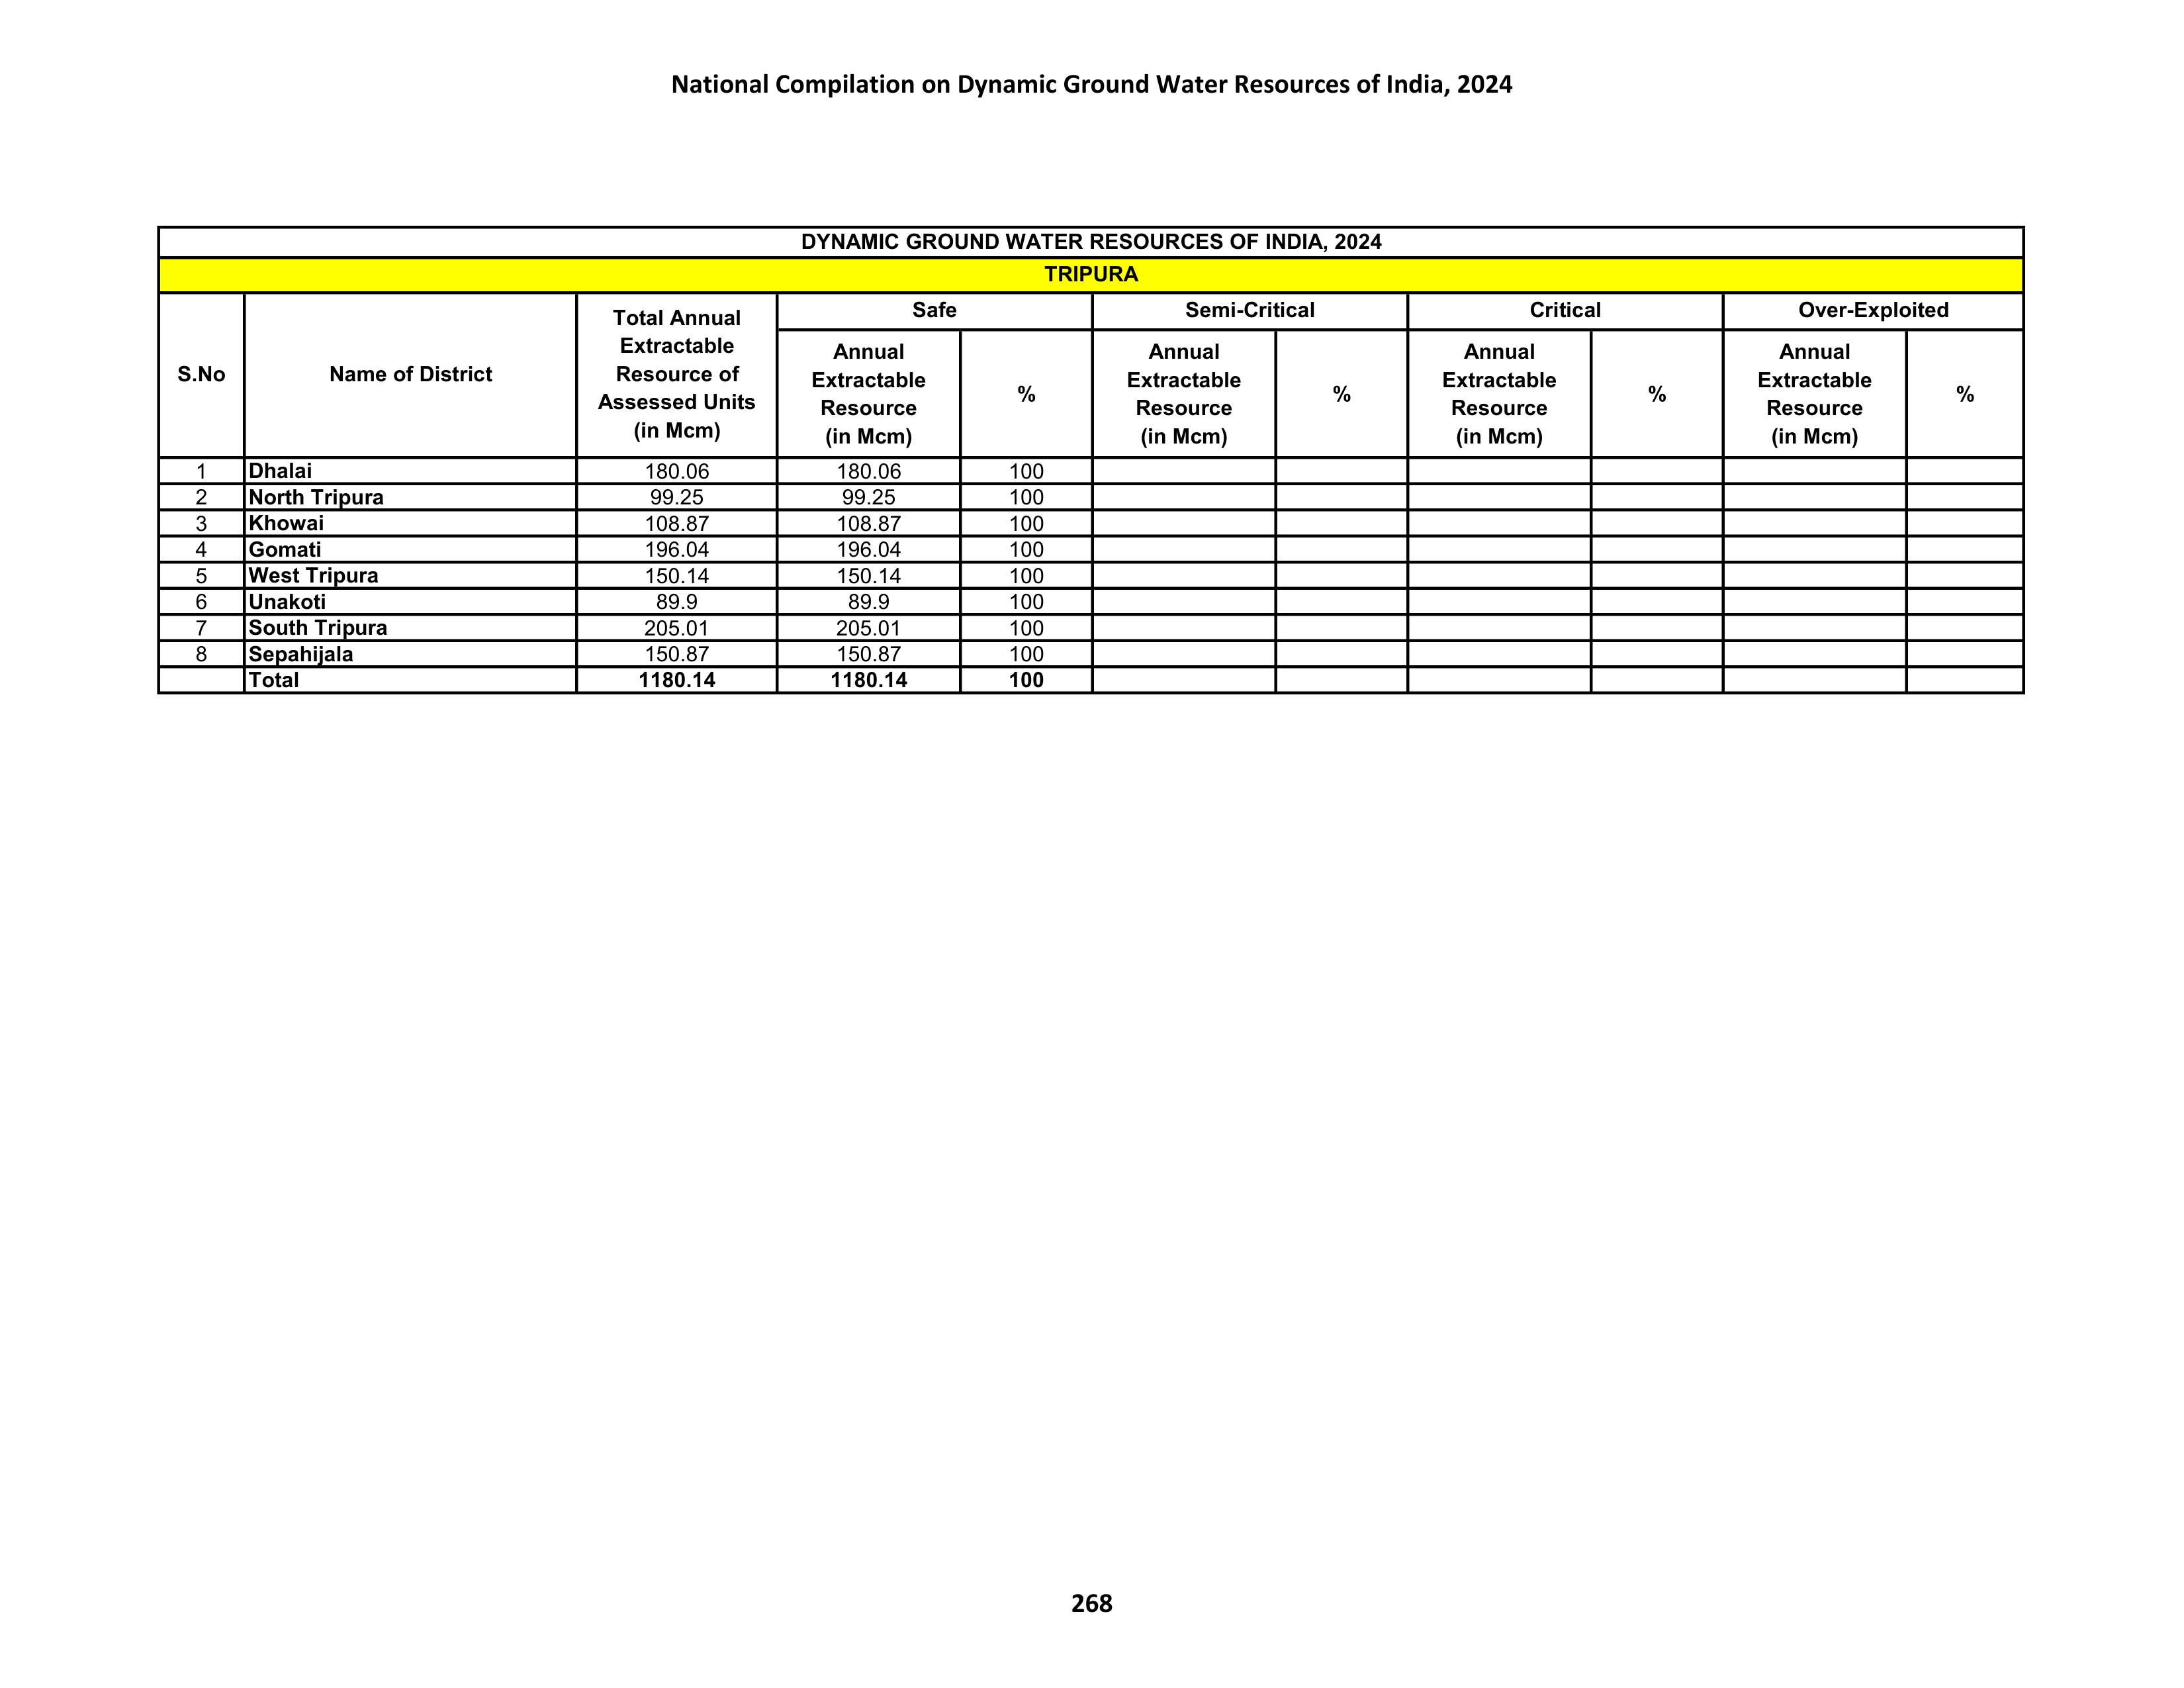 National Compilation on Dynamic Ground Water Resources of India, 2024
DYNAMIC GROUND WATER RESOURCES OF INDIA, 2024
TRIPURA
S.No
Name of District
Total Annual
Extractable
Resource of
Assessed Units
(in Mcm)
Safe
Semi-Critical
Critical
Over-Exploited
Annual
Extractable
Resource
(in Mcm)
%
Annual
Extractable
Resource
(in Mcm)
%
Annual
Extractable
Resource
(in Mcm)
%
Annual
Extractable
Resource
(in Mcm)
%
1 Dhalai 180.06 180.06 100
2 North Tripura 99.25 99.25 100
3 Khowai 108.87 108.87 100
4 Gomati 196.04 196.04 100
5 West Tripura 150.14 150.14 100
6 Unakoti 89.9 89.9 100
7 South Tripura 205.01 205.01 100
8 Sepahijala 150.87 150.87 100
Total 1180.14 1180.14 100
268